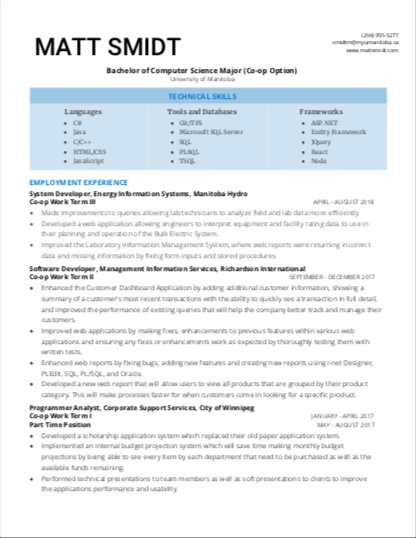 MATT SMIDT
(204) 955-5277
smidtm@myumanitoba.ca
www.mattsmidt.com
Bachelor of Computer Science Major (Co-op Option)
University of Manitoba
TECHNICAL SKILLS
Languages
C#
Java
C/C++
HTML/CSS
JavaScript
Tools and Databases
Git/TFS
Microsoft SQL Server
SQL
PLSQL
TSQL
Frameworks
ASP.NET
Entity Framework
JQuery
React
Node
EMPLOYMENT EXPERIENCE
System Developer, Energy Information Systems, Manitoba Hydro
Co-op Work Term III APRIL - AUGUST 2018
Made improvements to queries allowing lab technicians to analyze field and lab data more efficiently.
Developed a web application allowing engineers to interpret equipment and facility rating data to use in
their planning and operation of the Bulk Electric System.
Improved the Laboratory Information Management System, where web reports were returning incorrect
data and missing information by fixing form inputs and stored procedures.
Software Developer, Management Information Services, Richardson International
Co-op Work Term II SEPTEMBER - DECEMBER 2017
Enhanced the Customer Dashboard Application by adding additional customer information, showing a
summary of a customer's most recent transactions with the ability to quickly see a transaction in full detail,
and improved the performance of existing queries that will help the company better track and manage their
customers.
Improved web applications by making fixes, enhancements to previous features within various web
applications and ensuring any fixes or enhancements work as expected by thoroughly testing them with
written tests.
Enhanced web reports by fixing bugs, adding new features and creating new reports using i-net Designer,
PLEdit, SQL, PL/SQL, and Oracle.
Developed a new web report that will allow users to view all products that are grouped by their product
category. This will make processes faster for when customers come in looking for a specific product.
Programmer Analyst, Corporate Support Services, City of Winnipeg
Co-op Work Term I JANUARY - APRIL 2017
Part Time Position MAY - AUGUST 2017
Developed a scholarship application system which replaced their old paper application system.
Implemented an internal budget projection system which will save time making monthly budget
projections by being able to see every item by each department that need to be purchased as well as the
available funds remaining.
Performed technical presentations to team members as well as soft presentations to clients to improve
the applications performance and usability.